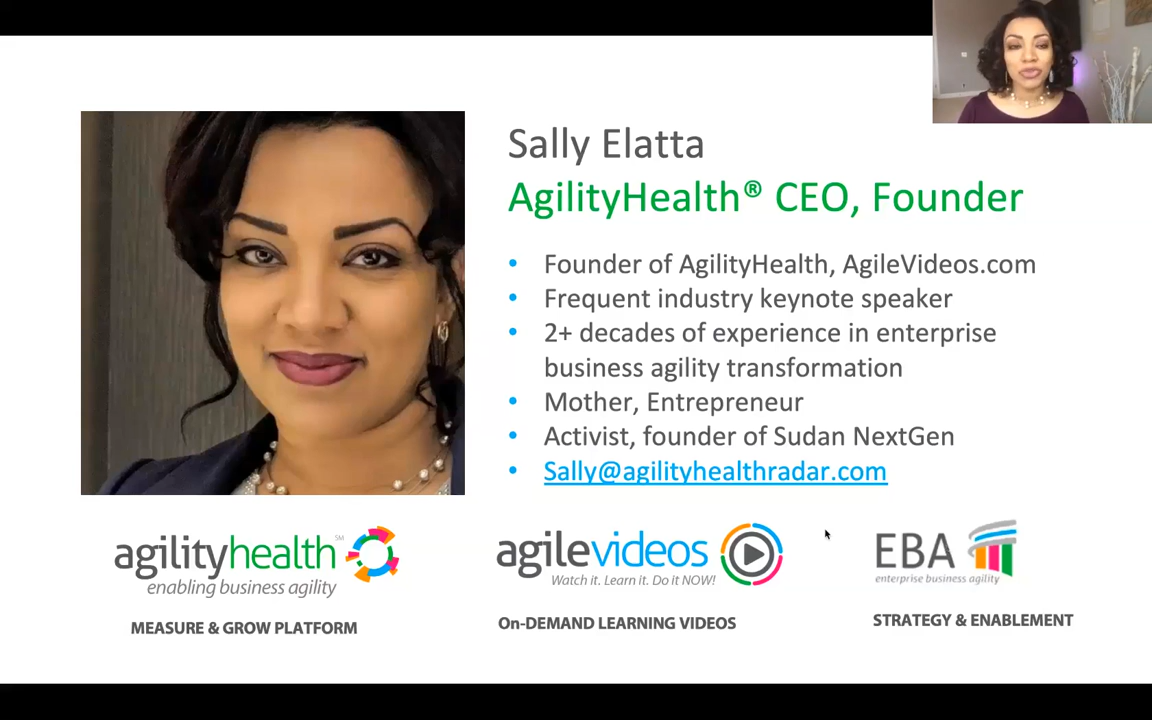 Sally Elatta
AgilityHealth® CEO, Founder
• Founder of AgilityHealth, AgileVideos.com
• Frequent industry keynote speaker
• 2+ decades of experience in enterprise
business agility transformation
• Mother, Entrepreneur
• Activist, founder of Sudan NextGen
• Sally@agilityhealthradar.com
agilityhealth℠
enabling business agility
MEASURE & GROW PLATFORM
agilevideos
Watch it. Learn it. Do it NOW!
On-DEMAND LEARNING VIDEOS
EBA
enterprise business agility
STRATEGY & ENABLEMENT